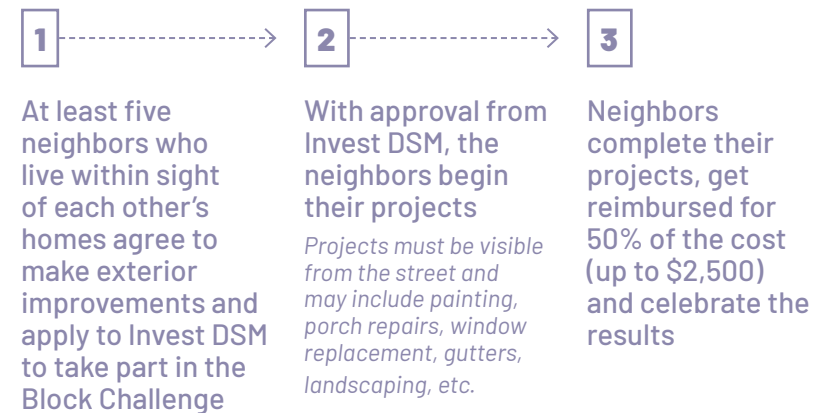 1
At least five
neighbors who
live within sight
of each other's
homes agree to
make exterior
improvements and
apply to Invest DSM
to take part in the
Block Challenge
2
With approval from
Invest DSM, the
neighbors begin
their projects
Projects must be visible
from the street and
may include painting,
porch repairs, window
replacement, gutters,
landscaping, etc.
3
Neighbors
complete their
projects, get
reimbursed for
50% of the cost
(up to $2,500)
and celebrate the
results